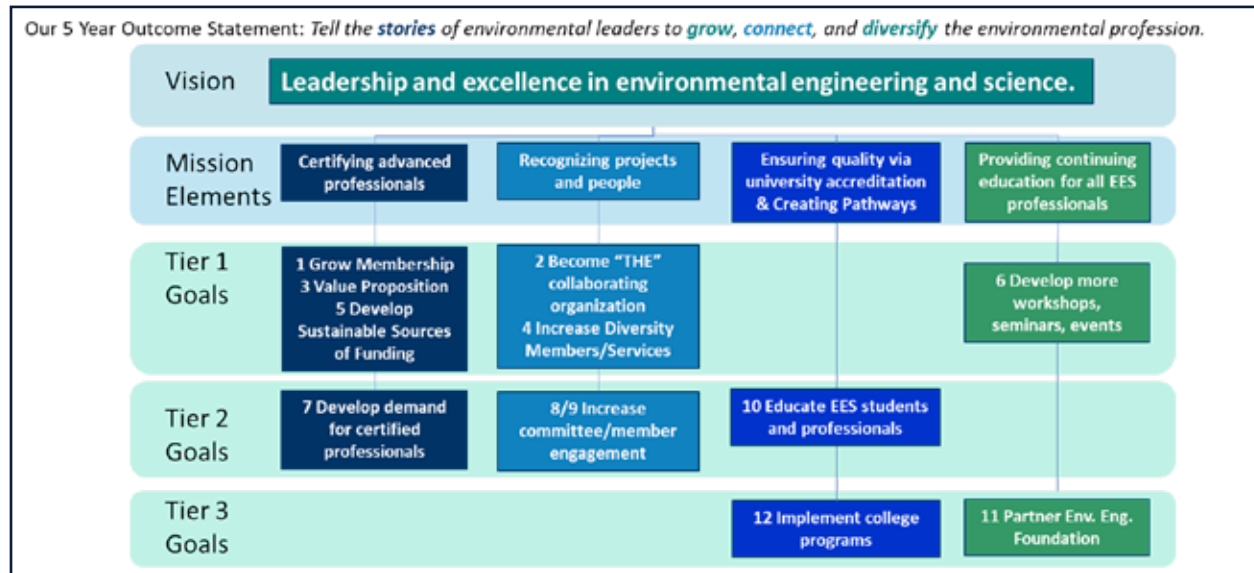 Our 5 Year Outcome Statement: Tell the stories of environmental leaders to grow, connect, and diversify the environmental profession.
Vision
Leadership and excellence in environmental engineering and science.
Mission
Elements
Certifying advanced
professionals
Recognizing projects
and people
Ensuring quality via
university accreditation
& Creating Pathways
Providing continuing
education for all EES
professionals
Tier 1
Goals
1 Grow Membership
3 Value Proposition
5 Develop
Sustainable Sources
of Funding
2 Become “THE”
collaborating
organization
4 Increase Diversity
Members/Services
6 Develop more
workshops,
seminars, events
Tier 2
Goals
7 Develop demand
for certified
professionals
8/9 Increase
committee/member
engagement
10 Educate EES students
and professionals
Tier 3
Goals
12 Implement college
programs
11 Partner Env. Eng.
Foundation